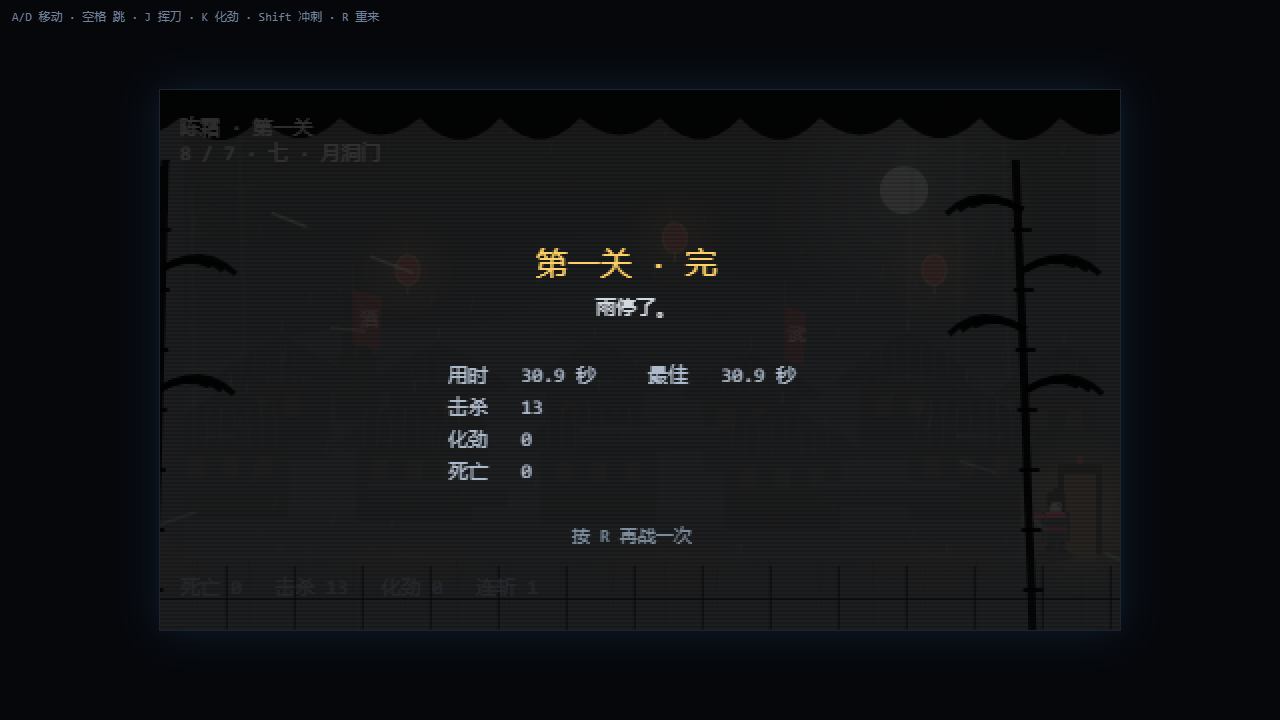 A/D 移动 · 空格 跳 · J 挥刀 · K 化劲 · Shift 冲刺 · R 重来
阵霜 · 第一关
8 / 7 · 七 · 月洞门
第一关 · 完
雨停了。
酒
武
用时 30.9 秒 最佳 30.9 秒
击杀 13
化劲 0
死亡 0
按 R 再战一次
死亡 0 击杀 13 化劲 0 连斩 1